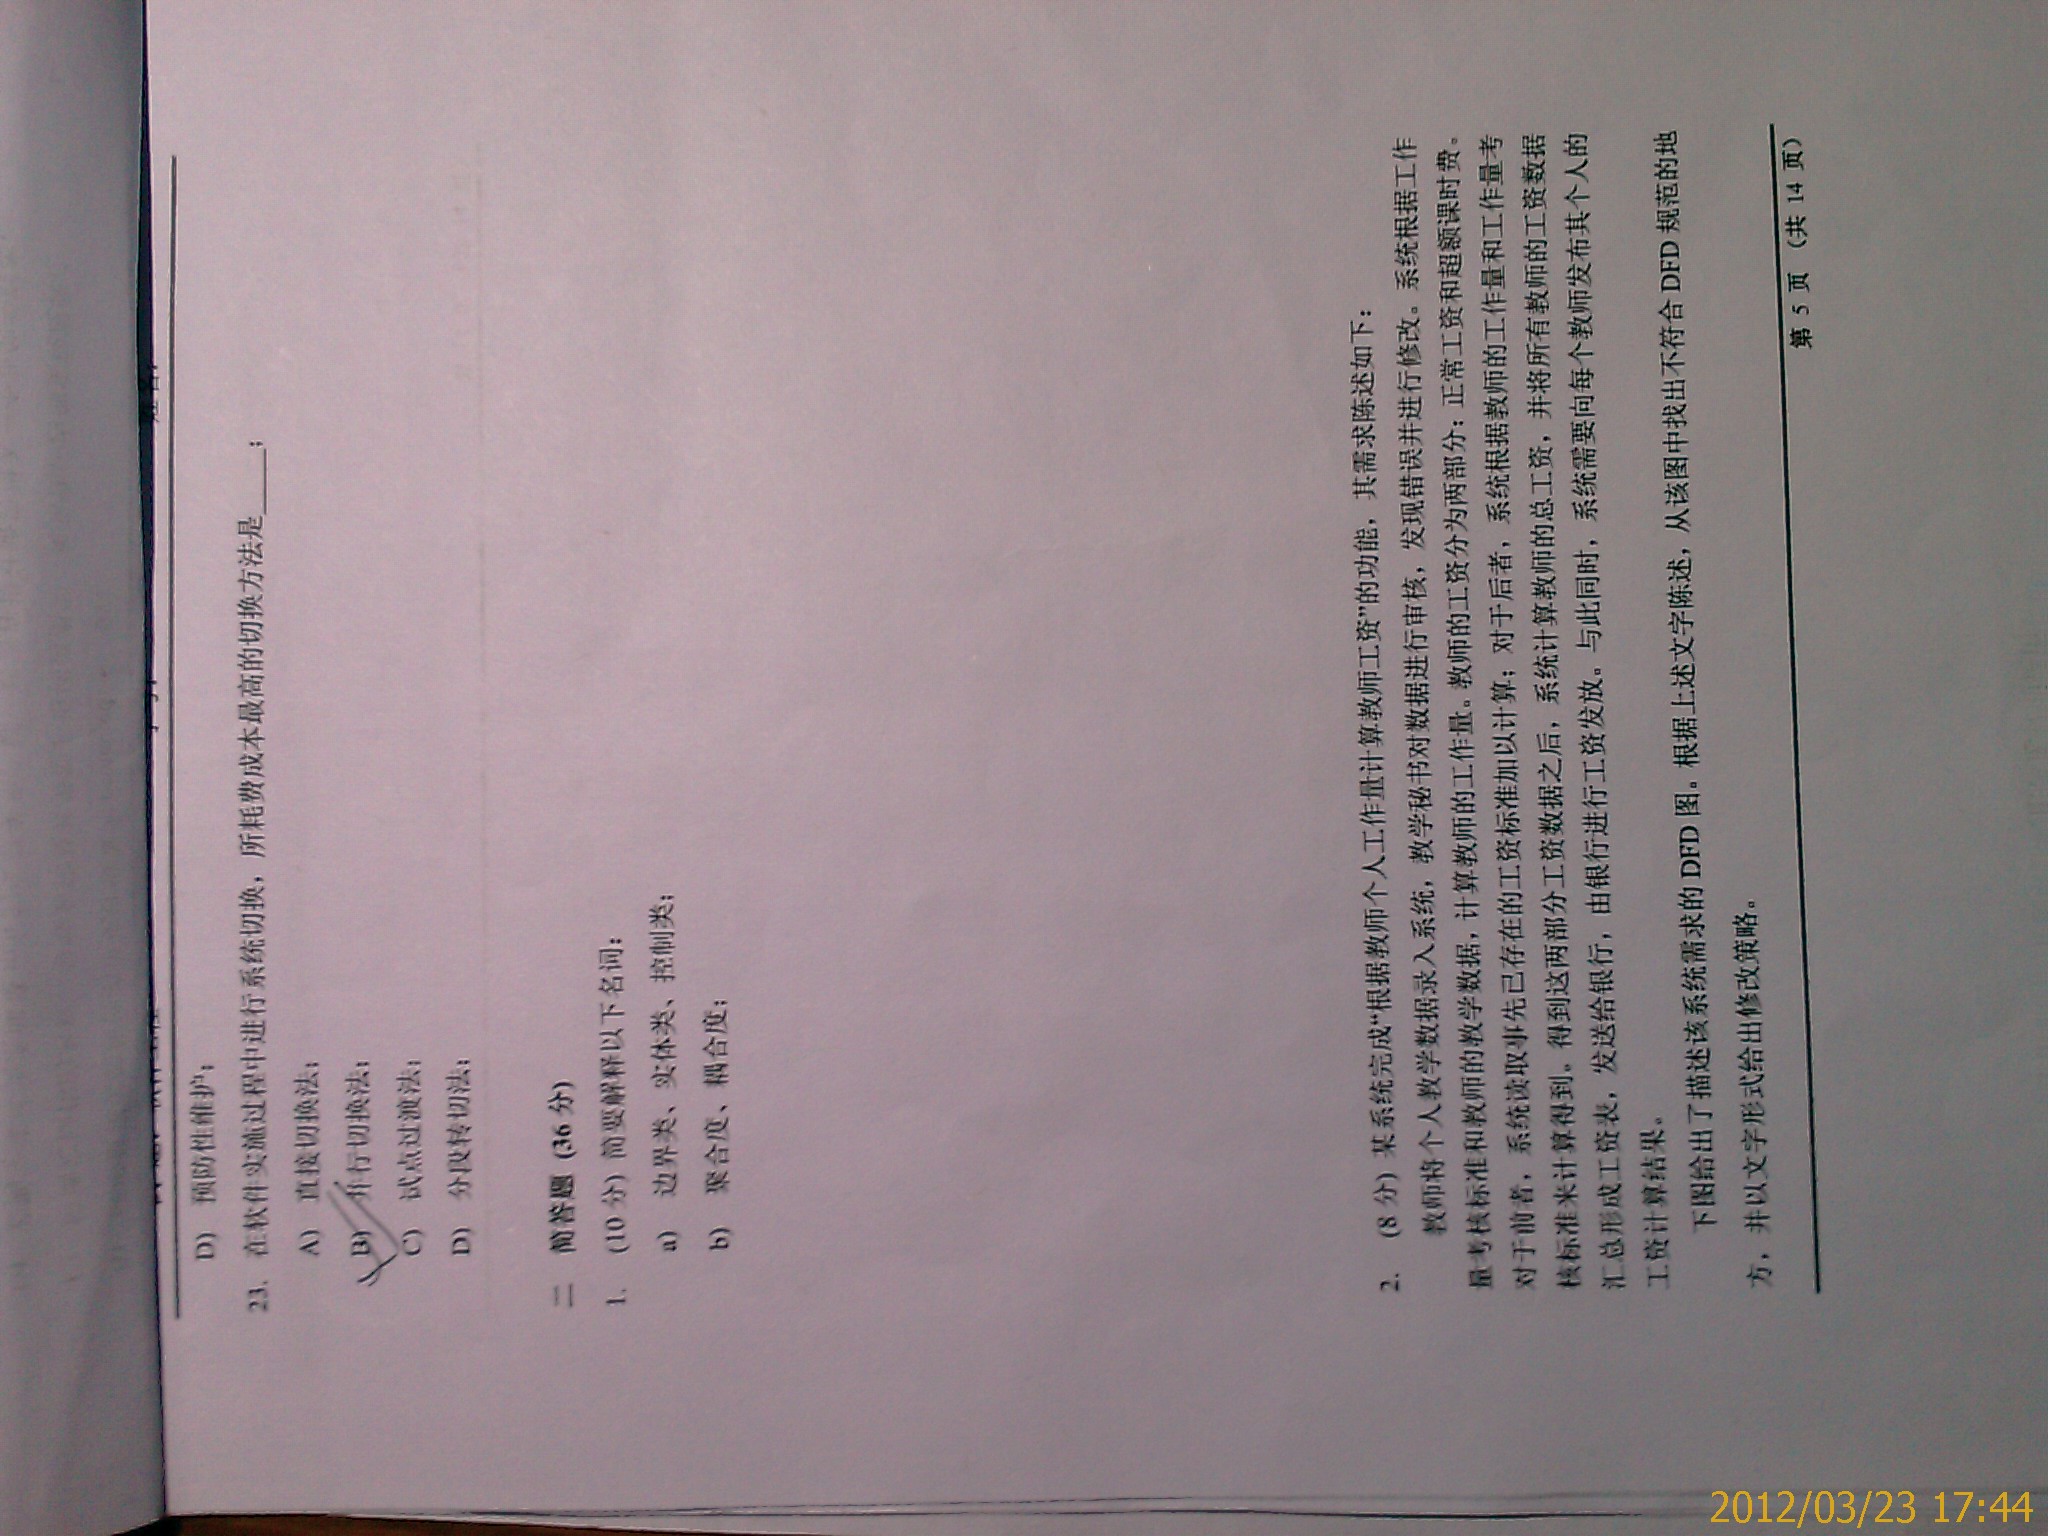 D) 预防性维护;
23. 在软件实施过程中进行系统切换，所耗费成本最高的切换方法是____;
A) 直接切换法;
B) 并行切换法;
C) 试点过渡法;
D) 分段转切法;
二 简答题 (36 分)
1. (10 分) 简要解释以下名词:
a) 边界类、实体类、控制类;
b) 聚合度、耦合度;
2. (8 分) 某系统完成“根据教师个人工作量计算教师工资”的功能，其需求陈述如下:
教师将个人教学数据录入系统，教学秘书对数据进行审核，发现错误并进行修改。系统根据工作
量考核标准和教师的教学数据，计算教师的工作量。教师的工资分为两部分：正常工资和超额课时费。
对于前者，系统读取事先已存在的工资标准加以计算；对于后者，系统根据教师的工作量和工作量考
核标准来计算得到。得到这两部分工资数据之后，系统计算教师的总工资，并将所有教师的工资数据
汇总形成工资表，发送给银行，由银行进行工资发放。与此同时，系统需要向每个教师发布其个人的
工资计算结果。
下图给出了描述该系统需求的 DFD 图。根据上述文字陈述，从该图中找出不符合 DFD 规范的地
方，并以文字形式给出修改策略。
第 5 页 (共 14 页)
2012/03/23 17:44